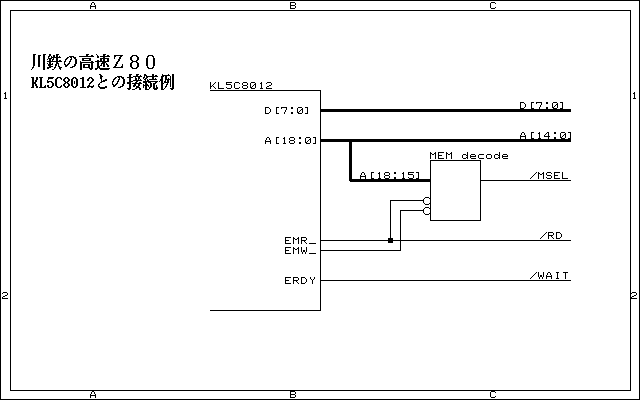 A B C
川鉄の高速Z80
KL5C8012との接続例
KL5C8012
1 1
D[7:0] D[7:0]
A[18:0] A[14:0]
MEM decode
A[18:15] /MSEL
EMR_ /RD
EMW_
ERDY /WAIT
2 2
A B C